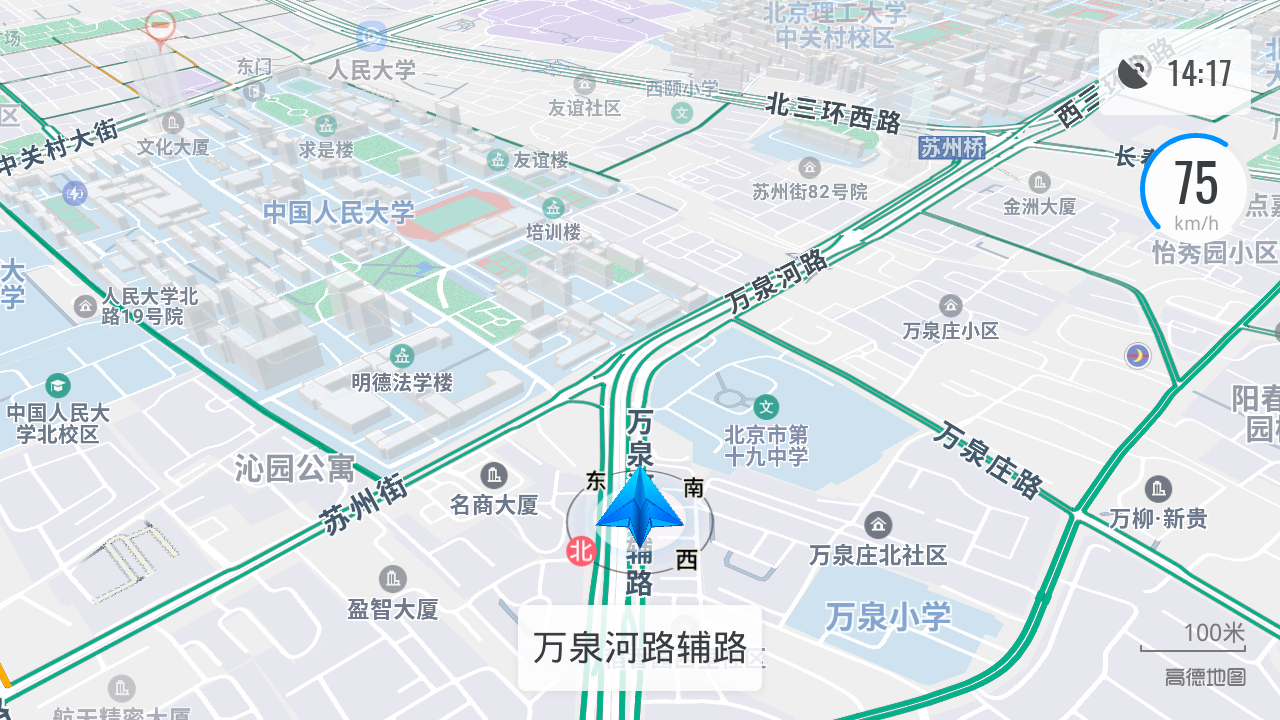 北京理工大学
中关村校区
场
东门
人民大学
西颐小学
友谊社区
北三环西路
西三环
路
14:17
中关村大街
文化大厦
求是楼
友谊楼
苏州桥
长春
75
km/h
苏州街82号院
金洲大厦
点嘉
中国人民大学
培训楼
怡秀园小区
大
学
人民大学北
路19号院
万泉河路
万泉庄小区
明德法学楼
中国人民大
学北校区
阳春
园
北京市第
十九中学
万泉庄路
沁园公寓
苏州街
名商大厦
万泉
东
南
北
西
辅路
万柳·新贵
万泉庄北社区
盈智大厦
万泉小学
万泉河路辅路
100米
高德地图
航天精密大厦